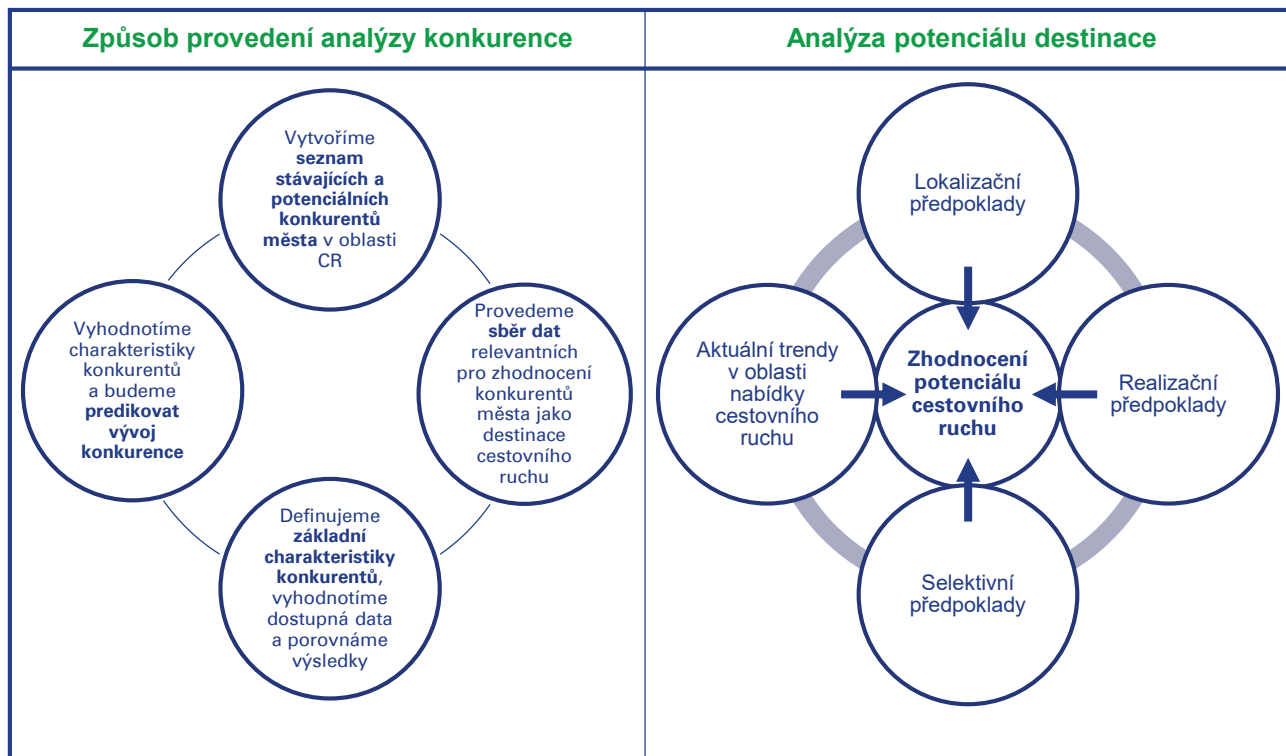 Způsob provedení analýzy konkurence
Vytvoříme
seznam
stávajících a
potenciálních
konkurentů
města v oblasti
CR
Provedeme
sběr dat
relevantních
pro zhodnocení
konkurentů
města jako
destinace
cestovního
ruchu
Definujeme
základní
charakteristiky
konkurentů,
vyhodnotíme
dostupná data
a porovnáme
výsledky
Vyhodnotíme
charakteristiky
konkurentů
a budeme
predikovat
vývoj
konkurence
Analýza potenciálu destinace
Lokalizační
předpoklady
Realizační
předpoklady
Selektivní
předpoklady
Aktuální trendy
v oblasti
nabídky
cestovního
ruchu
Zhodnocení
potenciálu
cestovního
ruchu